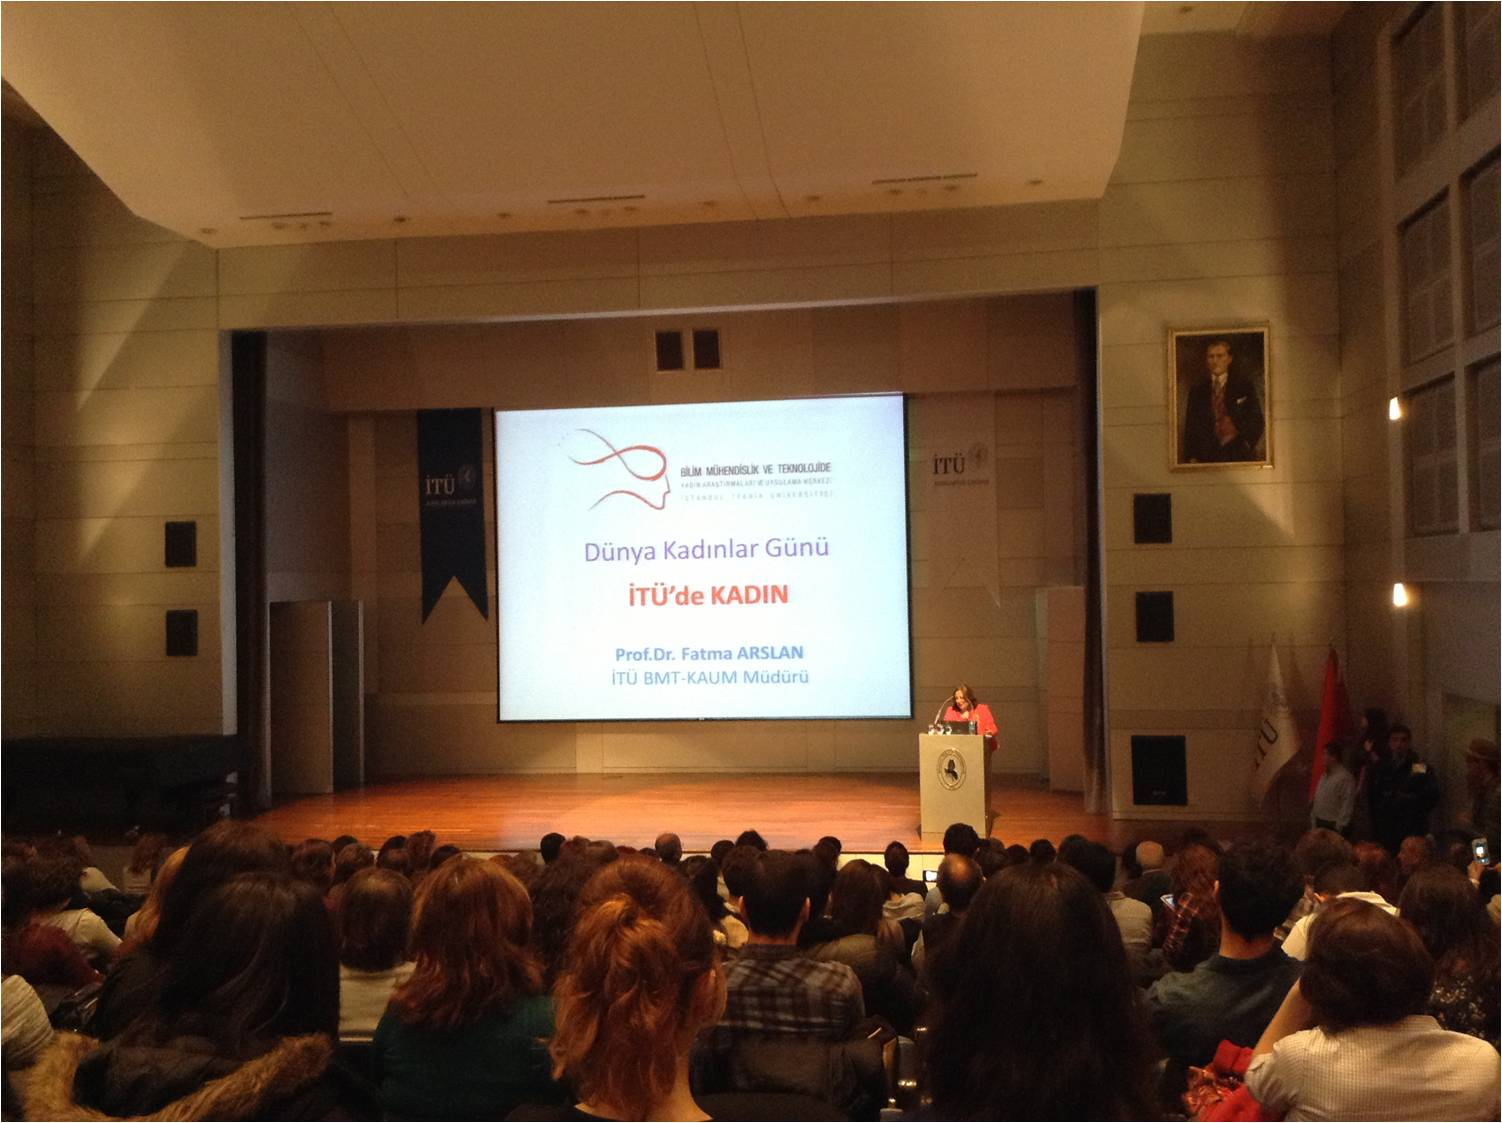 BİLİM MÜHENDİSLİK VE TEKNOLOJİDE
KADIN ARAŞTIRMALARI VE UYGULAMA MERKEZİ
İSTANBUL TEKNİK ÜNİVERSİTESİ
Dünya Kadınlar Günü
İTÜ'de KADIN
Prof.Dr. Fatma ARSLAN
İTÜ BMT-KAUM Müdürü
İTÜ
İTÜ
İTÜ